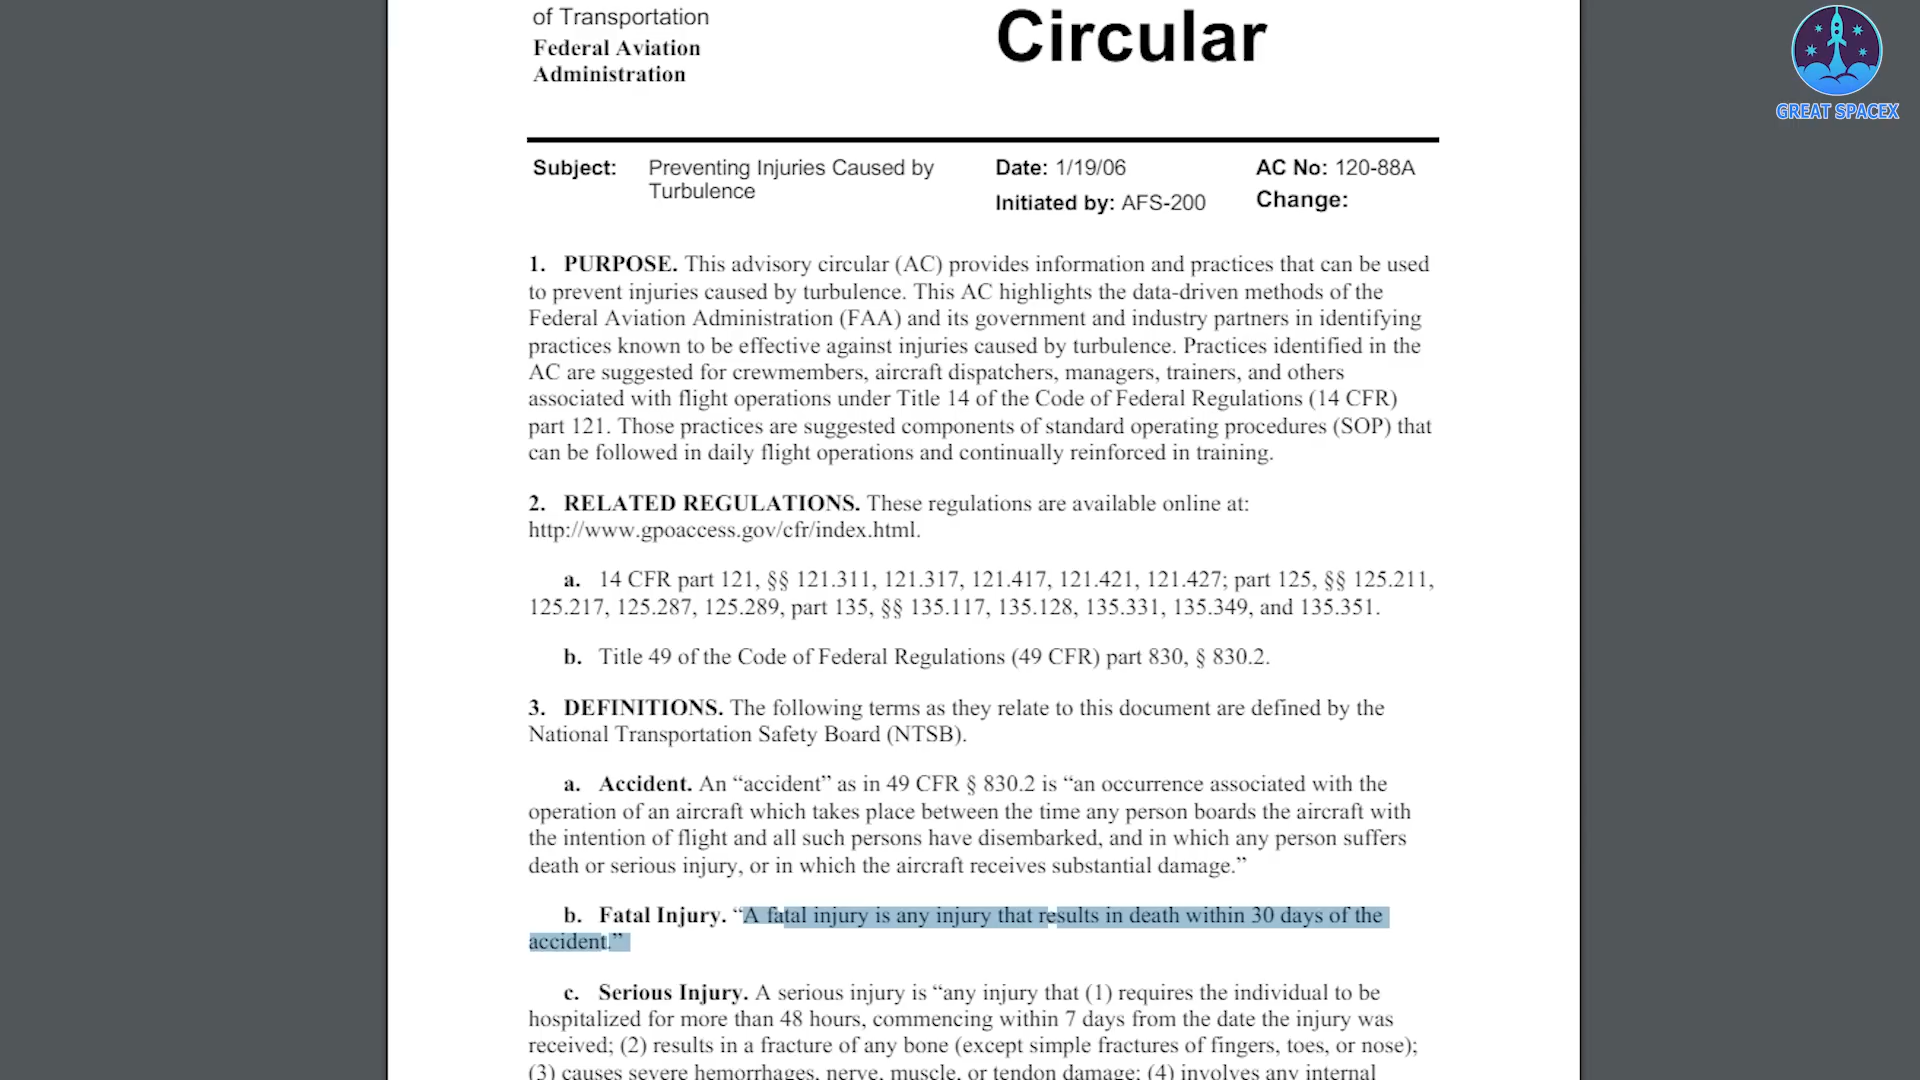 of Transportation
Federal Aviation
Administration
Circular
GREAT SPACEX
Subject: Preventing Injuries Caused by
Turbulence
Date: 1/19/06
Initiated by: AFS-200
AC No: 120-88A
Change:
1. PURPOSE. This advisory circular (AC) provides information and practices that can be used
to prevent injuries caused by turbulence. This AC highlights the data-driven methods of the
Federal Aviation Administration (FAA) and its government and industry partners in identifying
practices known to be effective against injuries caused by turbulence. Practices identified in the
AC are suggested for crewmembers, aircraft dispatchers, managers, trainers, and others
associated with flight operations under Title 14 of the Code of Federal Regulations (14 CFR)
part 121. Those practices are suggested components of standard operating procedures (SOP) that
can be followed in daily flight operations and continually reinforced in training.
2. RELATED REGULATIONS. These regulations are available online at:
http://www.gpoaccess.gov/cfr/index.html.
a. 14 CFR part 121, §§ 121.311, 121.317, 121.417, 121.421, 121.427; part 125, §§ 125.211,
125.217, 125.287, 125.289, part 135, §§ 135.117, 135.128, 135.331, 135.349, and 135.351.
b. Title 49 of the Code of Federal Regulations (49 CFR) part 830, § 830.2.
3. DEFINITIONS. The following terms as they relate to this document are defined by the
National Transportation Safety Board (NTSB).
a. Accident. An “accident” as in 49 CFR § 830.2 is “an occurrence associated with the
operation of an aircraft which takes place between the time any person boards the aircraft with
the intention of flight and all such persons have disembarked, and in which any person suffers
death or serious injury, or in which the aircraft receives substantial damage.”
b. Fatal Injury. “A fatal injury is any injury that results in death within 30 days of the
accident.”
c. Serious Injury. A serious injury is “any injury that (1) requires the individual to be
hospitalized for more than 48 hours, commencing within 7 days from the date the injury was
received; (2) results in a fracture of any bone (except simple fractures of fingers, toes, or nose);
(3) causes severe hemorrhages, nerve, muscle, or tendon damage; (4) involves any internal